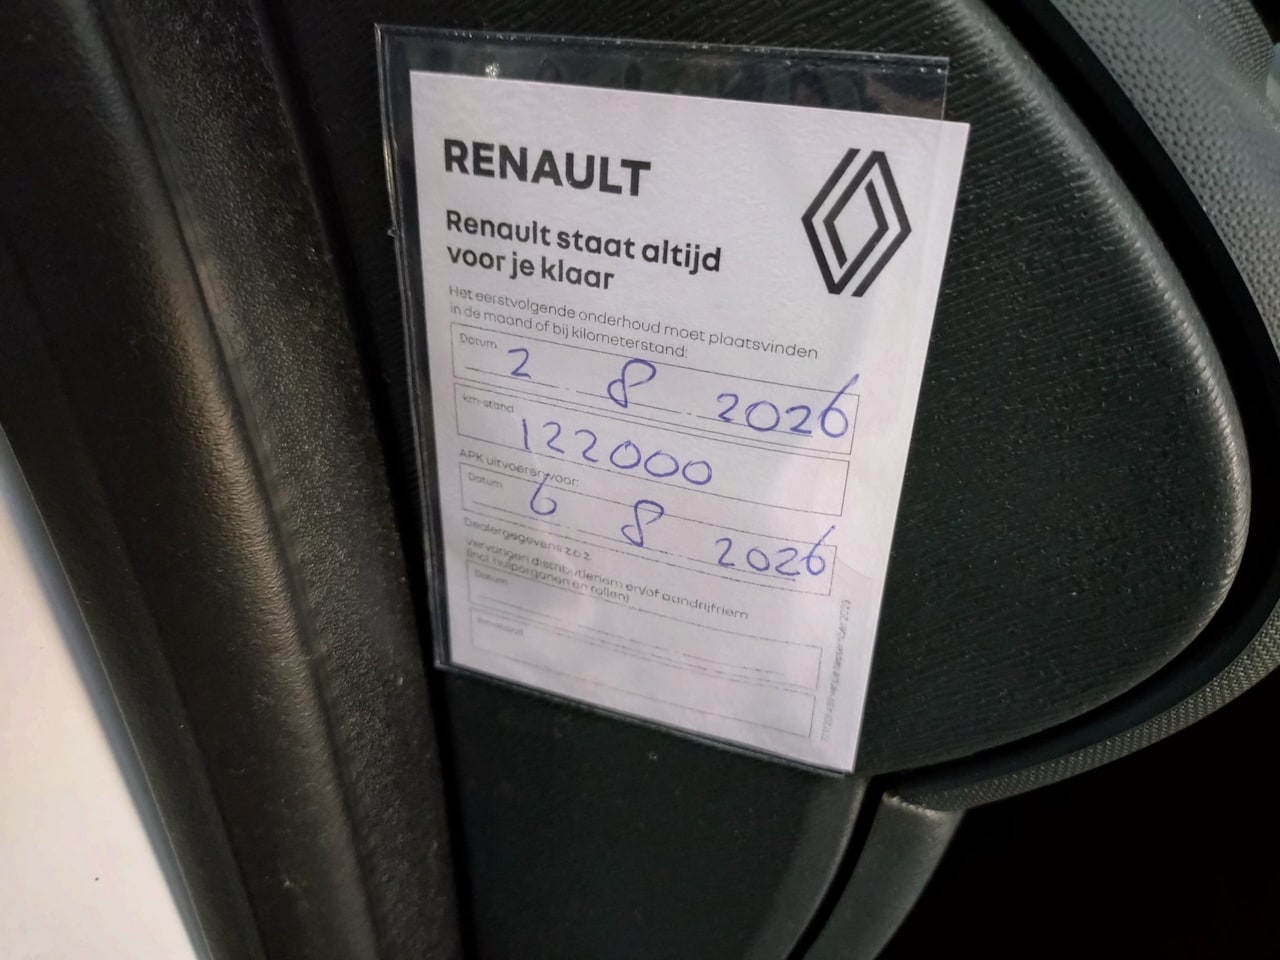 RENAULT
Renault staat altijd
voor je klaar
Het eerstvolgende onderhoud moet plaatsvinden
in de maand of bij kilometerstand:
Datum 2 8 2026
km-stand
122000
APK uitvoeren voor:
Datum 6 8 2026
Dealergegevens z.o.z.
Vervangen distributieriem en/of aandrijfriem
(incl. hulporganen en rollen)
Datum
km-stand